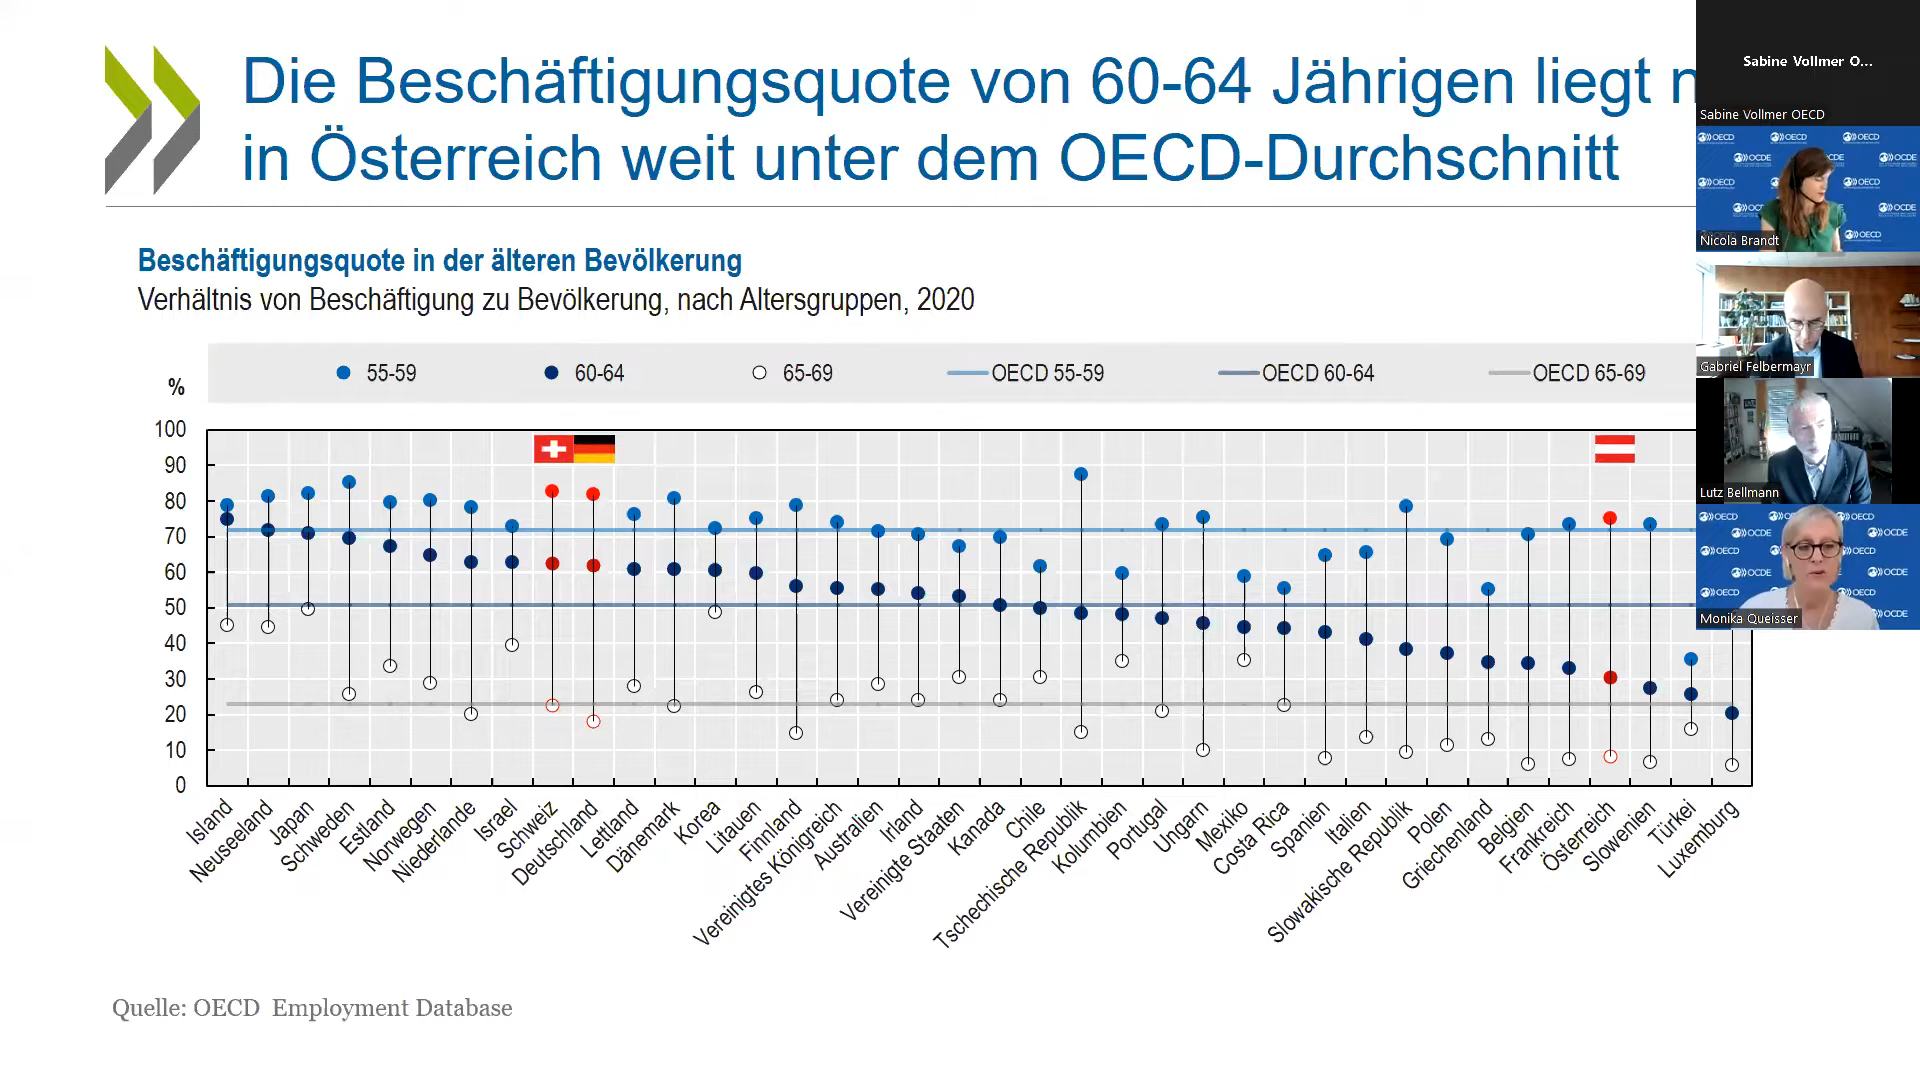 Die Beschäftigungsquote von 60-64 Jährigen liegt
in Österreich weit unter dem OECD-Durchschnitt
Beschäftigungsquote in der älteren Bevölkerung
Verhältnis von Beschäftigung zu Bevölkerung, nach Altersgruppen, 2020
55-59
60-64
65-69
OECD 55-59
OECD 60-64
OECD 65-69
%
100
90
80
70
60
50
40
30
20
10
0
Island
Neuseeland
Japan
Schweden
Estland
Norwegen
Niederlande
Israel
Schweiz
Deutschland
Lettland
Dänemark
Korea
Litauen
Finnland
Vereinigtes Königreich
Australien
Irland
Vereinigte Staaten
Kanada
Chile
Tschechische Republik
Kolumbien
Portugal
Ungarn
Mexiko
Costa Rica
Spanien
Italien
Slowakische Republik
Polen
Griechenland
Belgien
Frankreich
Österreich
Slowenien
Türkei
Luxemburg
Quelle: OECD Employment Database
Sabine Vollmer O...
Sabine Vollmer OECD
Nicola Brandt
Gabriel Felbermayr
Lutz Bellmann
Monika Queisser